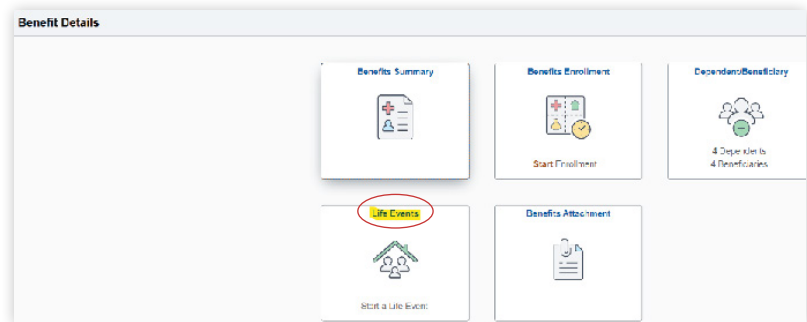 Benefit Details
Benefits Summary
Benefits Enrollment
Dependent/Beneficiary
Start Enrollment
4 Dependents
4 Beneficiaries
Life Events
Benefits Attachment
Start a Life Event